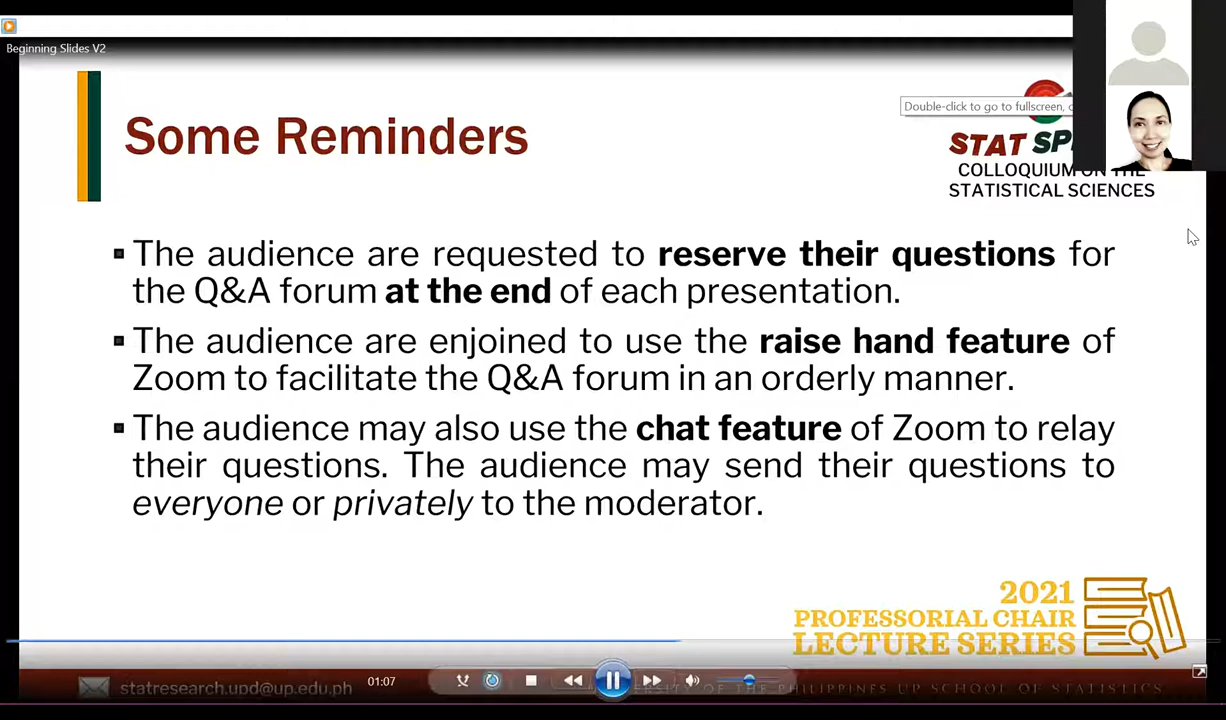 Beginning Slides V2
Some Reminders
Double-click to go to fullscreen,
STAT
COLLOQUIUM ON THE
STATISTICAL SCIENCES
The audience are requested to reserve their questions for
the Q&A forum at the end of each presentation.
The audience are enjoined to use the raise hand feature of
Zoom to facilitate the Q&A forum in an orderly manner.
The audience may also use the chat feature of Zoom to relay
their questions. The audience may send their questions to
everyone or privately to the moderator.
2021
PROFESSORIAL CHAIR
LECTURE SERIES
statresearch.upd@up.edu.ph
01:07
OF THE PHILIPPINES UP SCHOOL OF STATISTICS